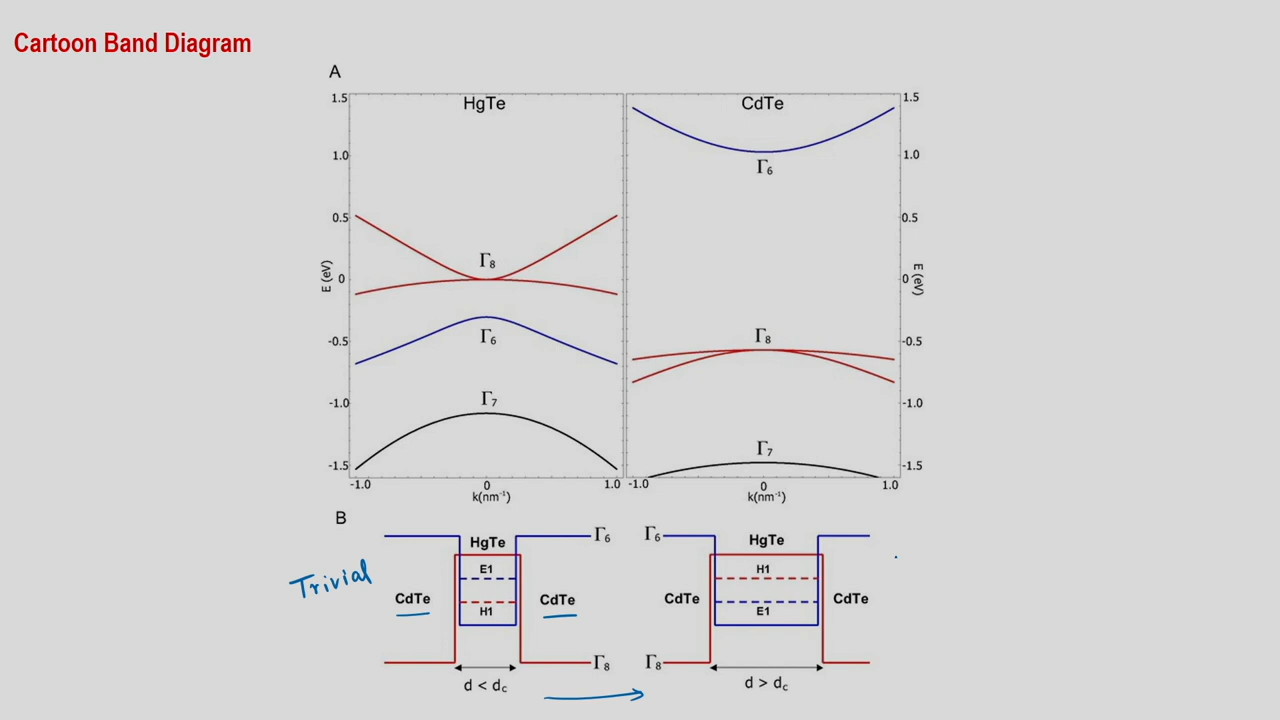 Cartoon Band Diagram
A
HgTe
CdTe
1.5
1.0
0.5
0
-0.5
-1.0
-1.5
E (eV)
Γ8
Γ6
Γ7
-1.0
0
1.0
k(nm⁻¹)
Γ6
Γ8
Γ7
-1.0
0
1.0
k(nm⁻¹)
1.5
1.0
0.5
0
-0.5
-1.0
-1.5
E (eV)
B
Trivial
CdTe
HgTe
E1
H1
CdTe
Γ6
Γ8
d < dc
Γ6
Γ8
CdTe
HgTe
H1
E1
CdTe
d > dc